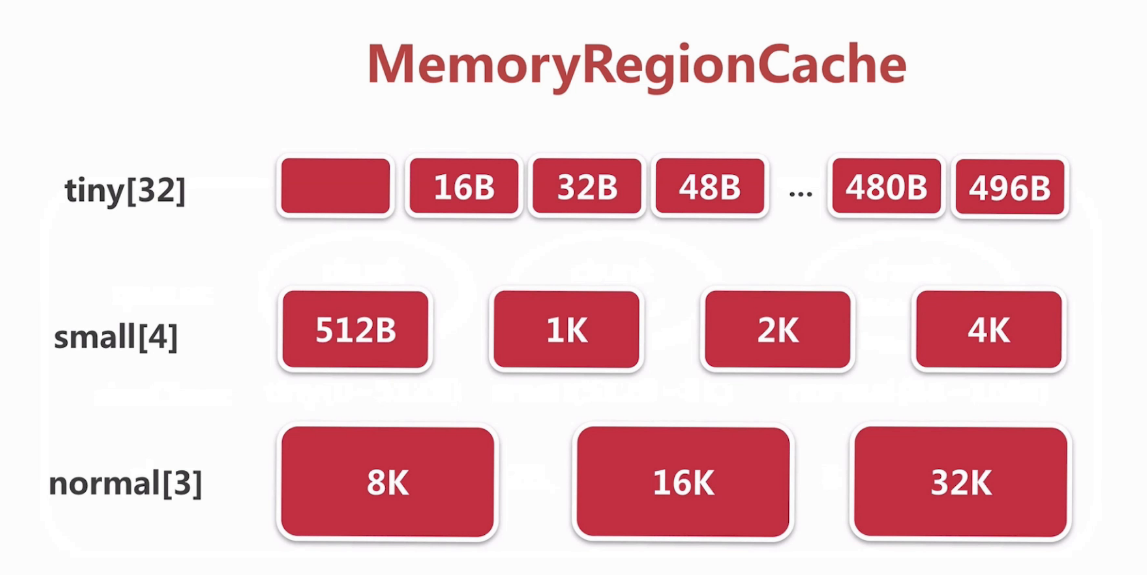 MemoryRegionCache
tiny[32] 16B 32B 48B ... 480B 496B
small[4] 512B 1K 2K 4K
normal[3] 8K 16K 32K